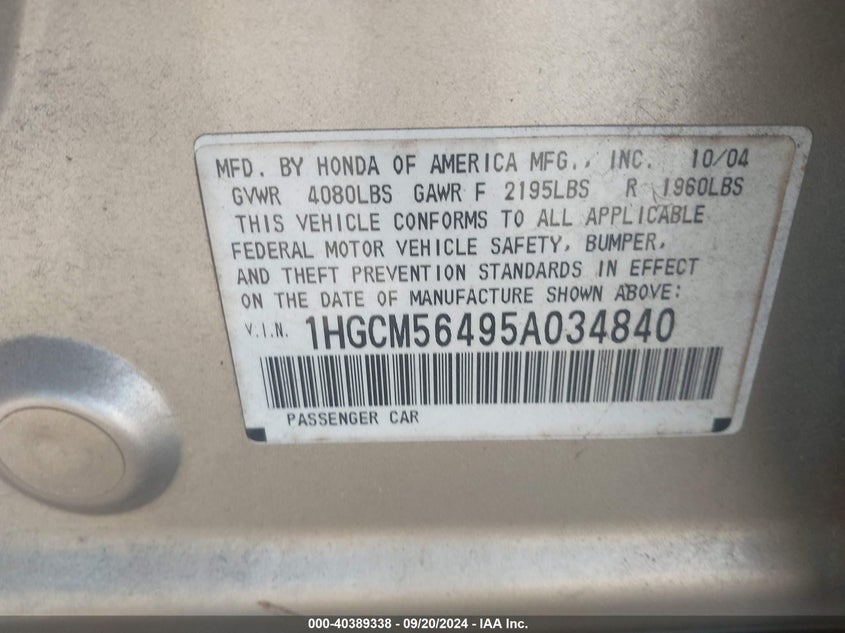 MFD. BY HONDA OF AMERICA MFG., INC. 10/04
GVWR 4080LBS GAWR F 2195LBS R 1960LBS
THIS VEHICLE CONFORMS TO ALL APPLICABLE
FEDERAL MOTOR VEHICLE SAFETY, BUMPER,
AND THEFT PREVENTION STANDARDS IN EFFECT
ON THE DATE OF MANUFACTURE SHOWN ABOVE:
V.I.N. 1HGCM56495A034840
PASSENGER CAR
000-40389338 - 09/20/2024 - IAA Inc.